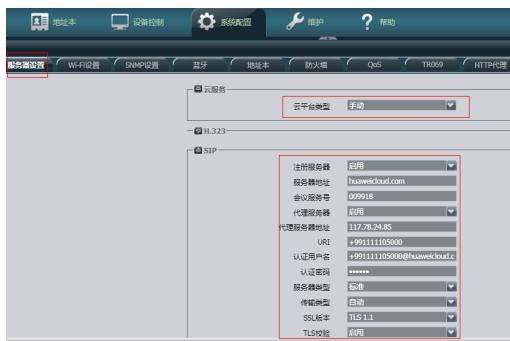 地址本 设备控制 系统配置 维护 ? 帮助
服务器设置 Wi-Fi设置 SNMP设置 蓝牙 地址本 防火墙 QoS TR069 HTTP代理
云服务
云平台类型 手动
H.323
SIP
注册服务器 启用
服务器地址 huaweicloud.com
会议服务号 009918
代理服务器 启用
代理服务器地址 117.78.24.85
URI +991111105000
认证用户名 +991111105000@huaweicloud.c
认证密码 ••••••
服务器类型 标准
传输类型 自动
SSL版本 TLS 1.1
TLS校验 启用